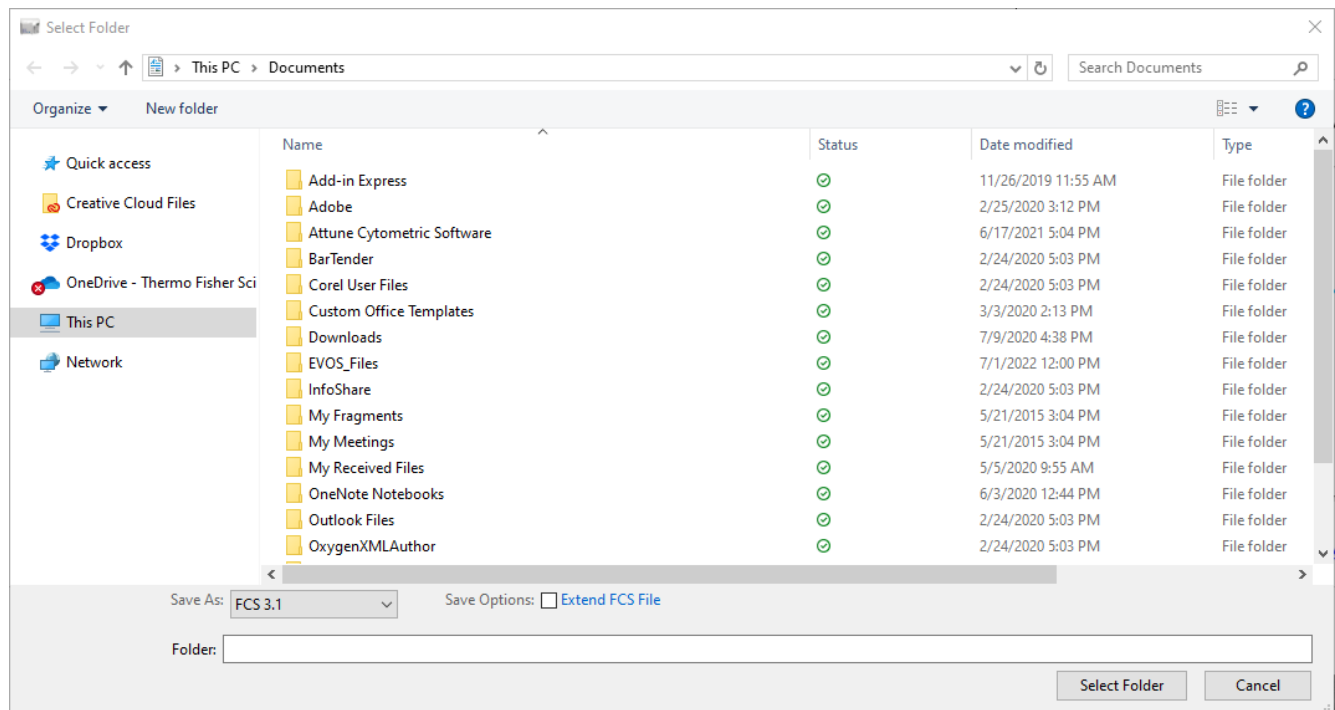 Select Folder
This PC > Documents
Search Documents
Organize
New folder
Name Status Date modified Type
Quick access
Creative Cloud Files
Dropbox
OneDrive - Thermo Fisher Sci
This PC
Network
Add-in Express 11/26/2019 11:55 AM File folder
Adobe 2/25/2020 3:12 PM File folder
Attune Cytometric Software 6/17/2021 5:04 PM File folder
BarTender 2/24/2020 5:03 PM File folder
Corel User Files 2/24/2020 5:03 PM File folder
Custom Office Templates 3/3/2020 2:13 PM File folder
Downloads 7/9/2020 4:38 PM File folder
EVOS_Files 7/1/2022 12:00 PM File folder
InfoShare 2/24/2020 5:03 PM File folder
My Fragments 5/21/2015 3:04 PM File folder
My Meetings 5/21/2015 3:04 PM File folder
My Received Files 5/5/2020 9:55 AM File folder
OneNote Notebooks 6/3/2020 12:44 PM File folder
Outlook Files 2/24/2020 5:03 PM File folder
OxygenXMLAuthor 2/24/2020 5:03 PM File folder
Save As: FCS 3.1 Save Options: Extend FCS File
Folder:
Select Folder Cancel